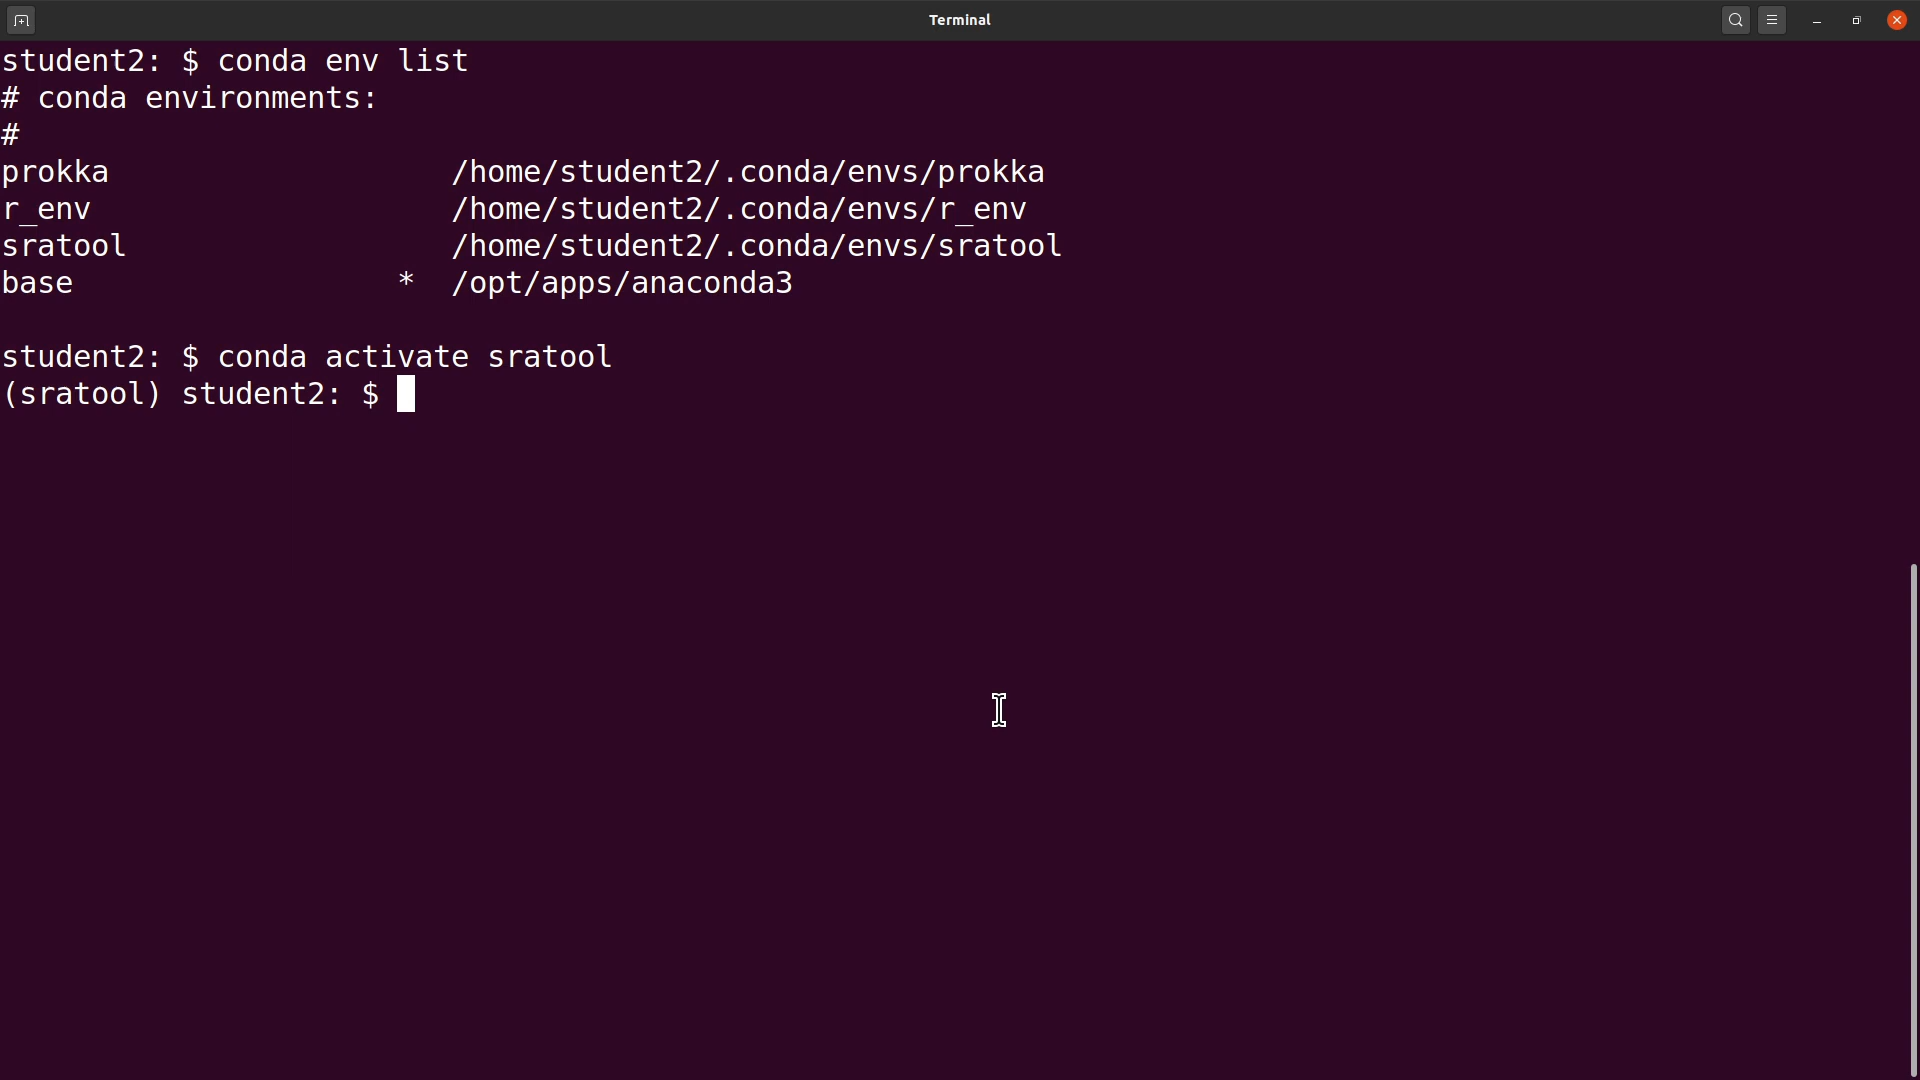 Terminal
student2: $ conda env list
# conda environments:
#
prokka                   /home/student2/.conda/envs/prokka
r_env                    /home/student2/.conda/envs/r_env
sratool                  /home/student2/.conda/envs/sratool
base                  *  /opt/apps/anaconda3
student2: $ conda activate sratool
(sratool) student2: $